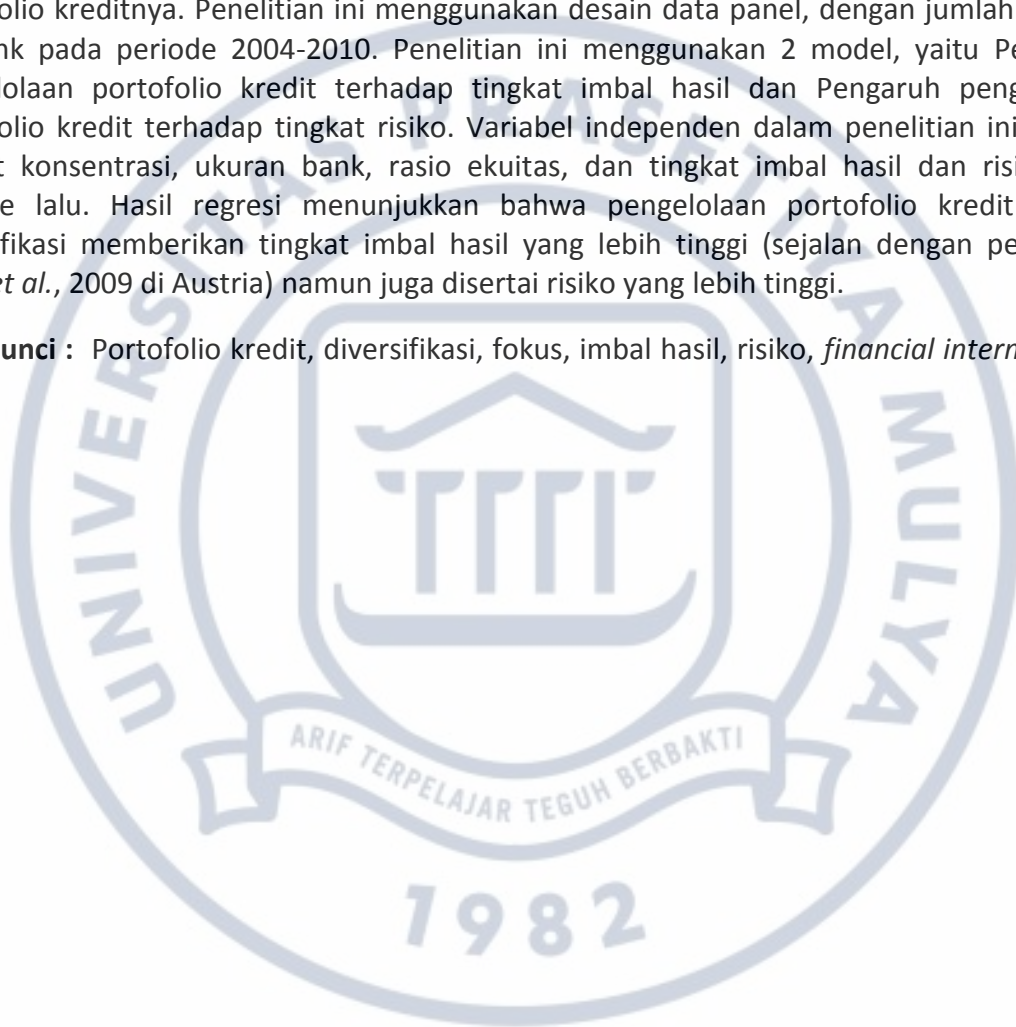 olio kreditnya. Penelitian ini menggunakan desain data panel, dengan jumlah
nk pada periode 2004-2010. Penelitian ini menggunakan 2 model, yaitu Pe
lolaan portofolio kredit terhadap tingkat imbal hasil dan Pengaruh peng
olio kredit terhadap tingkat risiko. Variabel independen dalam penelitian ini
t konsentrasi, ukuran bank, rasio ekuitas, dan tingkat imbal hasil dan risi
e lalu. Hasil regresi menunjukkan bahwa pengelolaan portofolio kredit
ifikasi memberikan tingkat imbal hasil yang lebih tinggi (sejalan dengan pe
et al., 2009 di Austria) namun juga disertai risiko yang lebih tinggi.
unci : Portofolio kredit, diversifikasi, fokus, imbal hasil, risiko, financial intern
UNIVERSITAS PRASETIYA MULYA
ARIF TERPELAJAR TEGUH BERBAKTI
1982